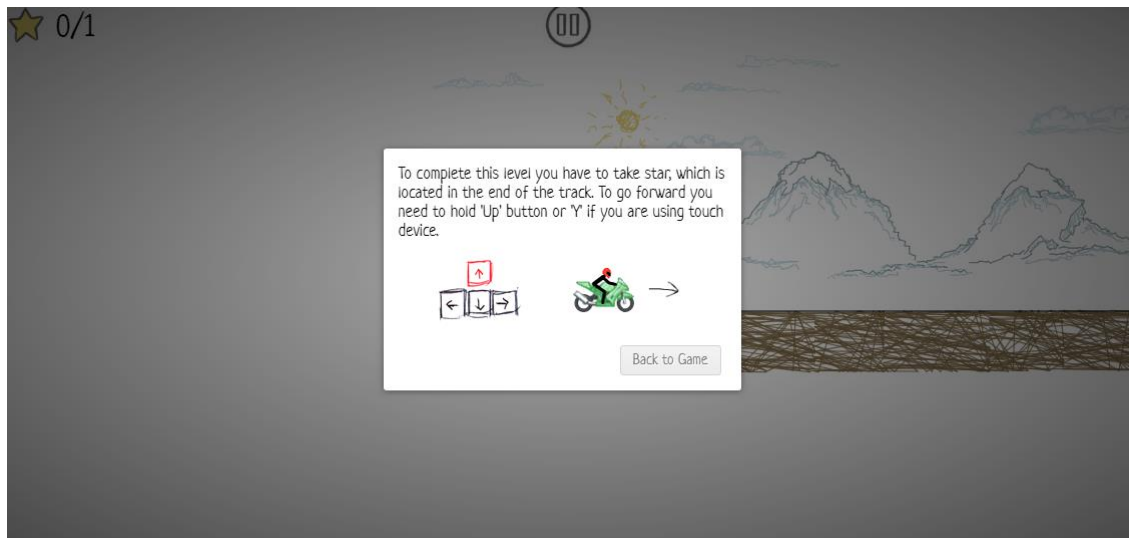 0/1
To complete this level you have to take star, which is
located in the end of the track. To go forward you
need to hold 'Up' button or 'Y' if you are using touch
device.
Back to Game